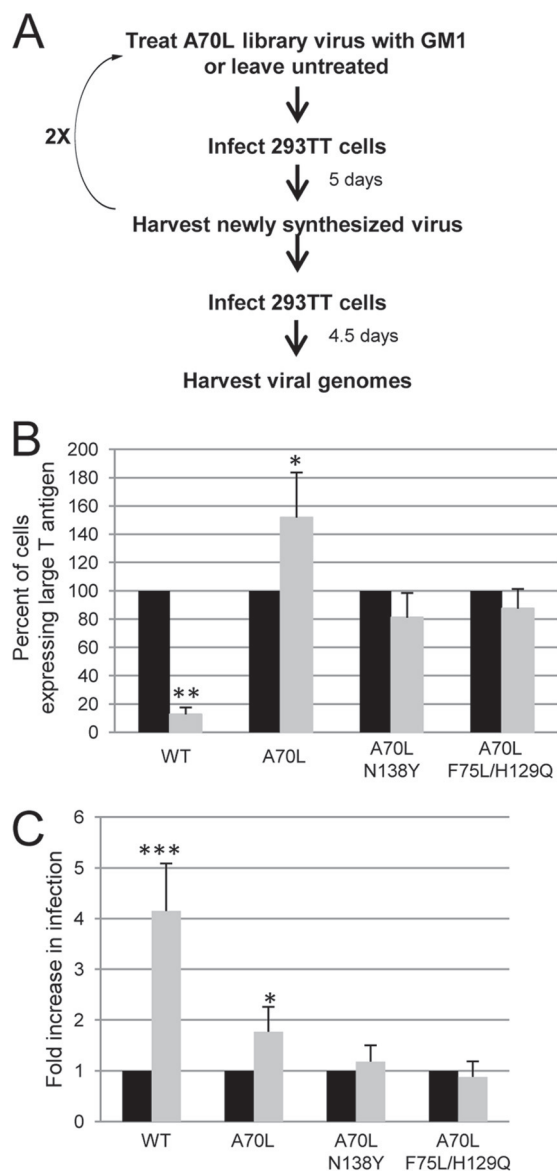 A
Treat A70L library virus with GM1
or leave untreated
2X
Infect 293TT cells
5 days
Harvest newly synthesized virus
Infect 293TT cells
4.5 days
Harvest viral genomes
B
Percent of cells
expressing large T antigen
200
180
160
140
120
100
80
60
40
20
0
**
*
WT
A70L
A70L
N138Y
A70L
F75L/H129Q
C
Fold increase in infection
6
5
4
3
2
1
0
***
*
WT
A70L
A70L
N138Y
A70L
F75L/H129Q